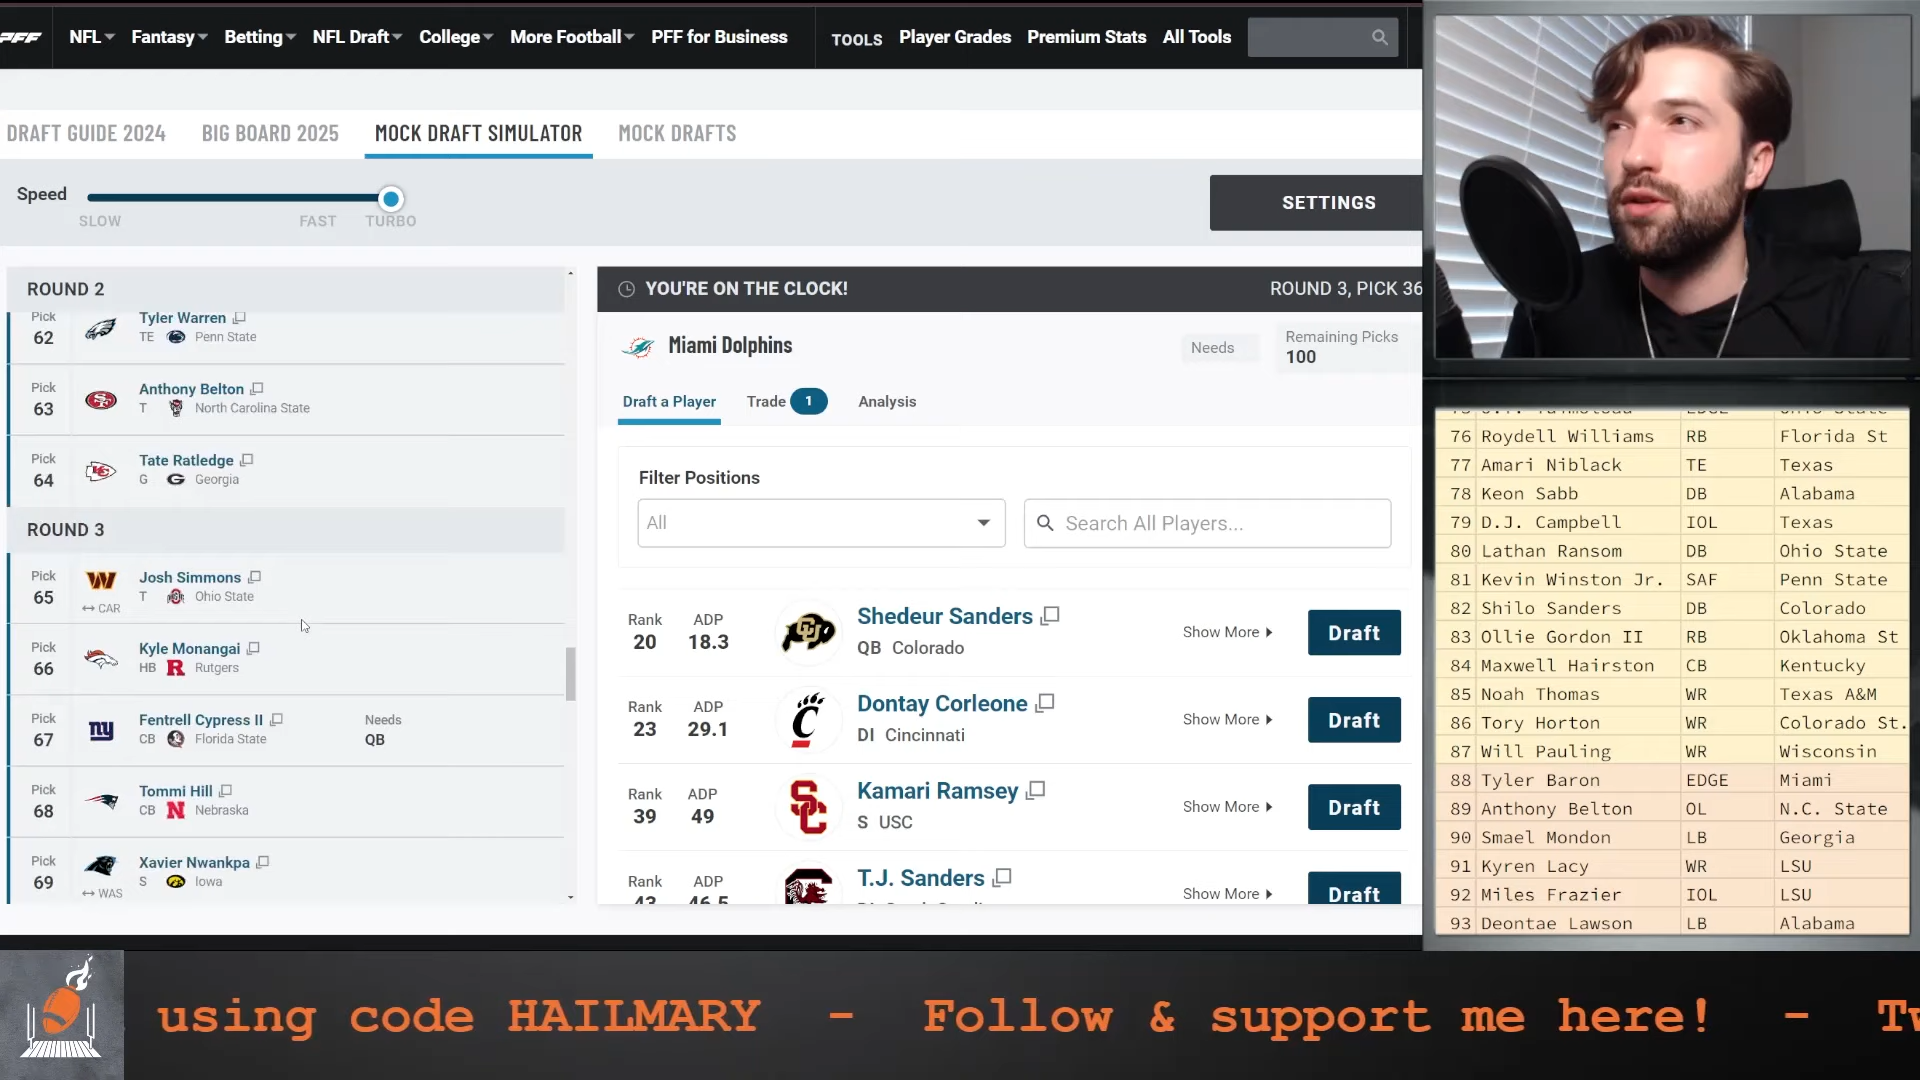 PFF
NFL
Fantasy
Betting
NFL Draft
College
More Football
PFF for Business
TOOLS
Player Grades
Premium Stats
All Tools
DRAFT GUIDE 2024
BIG BOARD 2025
MOCK DRAFT SIMULATOR
MOCK DRAFTS
Speed
SLOW
FAST
TURBO
SETTINGS
ROUND 2
Pick 62
Tyler Warren
TE Penn State
Pick 63
Anthony Belton
T North Carolina State
Pick 64
Tate Ratledge
G Georgia
ROUND 3
Pick 65
CAR
Josh Simmons
T Ohio State
Pick 66
Kyle Monangai
HB Rutgers
Pick 67
Fentrell Cypress II
CB Florida State
Needs
QB
Pick 68
Tommi Hill
CB Nebraska
Pick 69
WAS
Xavier Nwankpa
S Iowa
YOU'RE ON THE CLOCK!
ROUND 3, PICK 36
Miami Dolphins
Needs
Remaining Picks
100
Draft a Player
Trade 1
Analysis
Filter Positions
All
Search All Players...
Rank 20
ADP 18.3
Shedeur Sanders
QB Colorado
Show More
Draft
Rank 23
ADP 29.1
Dontay Corleone
DI Cincinnati
Show More
Draft
Rank 39
ADP 49
Kamari Ramsey
S USC
Show More
Draft
Rank 43
ADP 46.5
T.J. Sanders
Show More
Draft
76 Roydell Williams RB Florida St
77 Amari Niblack TE Texas
78 Keon Sabb DB Alabama
79 D.J. Campbell IOL Texas
80 Lathan Ransom DB Ohio State
81 Kevin Winston Jr. SAF Penn State
82 Shilo Sanders DB Colorado
83 Ollie Gordon II RB Oklahoma St
84 Maxwell Hairston CB Kentucky
85 Noah Thomas WR Texas A&M
86 Tory Horton WR Colorado St.
87 Will Pauling WR Wisconsin
88 Tyler Baron EDGE Miami
89 Anthony Belton OL N.C. State
90 Smael Mondon LB Georgia
91 Kyren Lacy WR LSU
92 Miles Frazier IOL LSU
93 Deontae Lawson LB Alabama
using code HAILMARY - Follow & support me here! - Tw